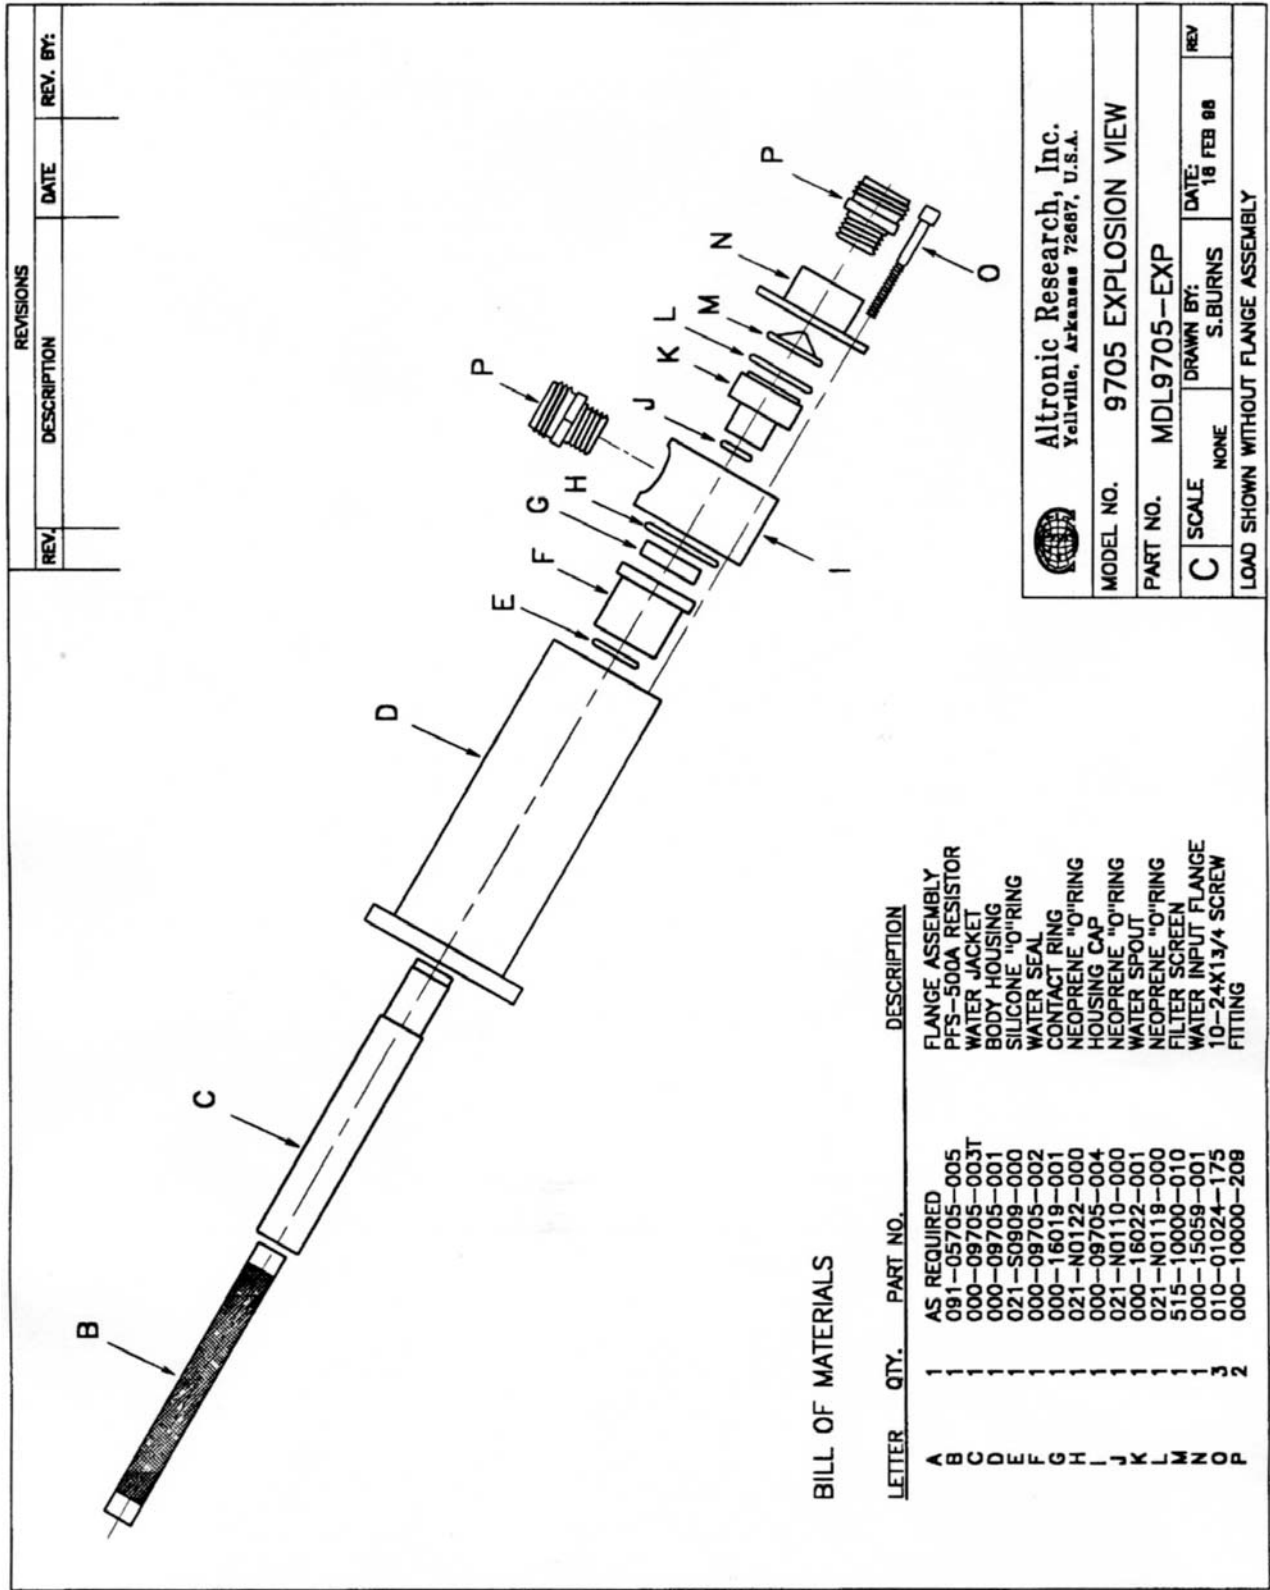 REVISIONS
REV. DESCRIPTION DATE REV. BY:
B
C
D
E
F
G
H
I
J
K
L
M
N
O
P
P
BILL OF MATERIALS
LETTER QTY. PART NO. DESCRIPTION
A 1 AS REQUIRED FLANGE ASSEMBLY
B 1 091-05705-005 PFS-500A RESISTOR
C 1 000-09705-003T WATER JACKET
D 1 000-09705-001 BODY HOUSING
E 1 021-S0909-000 SILICONE "O"RING
F 1 000-09705-002 WATER SEAL
G 1 000-16019-001 CONTACT RING
H 1 021-N0122-000 NEOPRENE "O"RING
I 1 000-09705-004 HOUSING CAP
J 1 021-N0110-000 NEOPRENE "O"RING
K 1 000-16022-001 WATER SPOUT
L 1 021-N0119-000 NEOPRENE "O"RING
M 1 515-10000-010 FILTER SCREEN
N 1 000-15059-001 WATER INPUT FLANGE
O 3 010-01024-175 10-24X13/4 SCREW
P 2 000-10000-209 FITTING
Altronic Research, Inc.
Yellville, Arkansas 72687, U.S.A.
MODEL NO. 9705 EXPLOSION VIEW
PART NO. MDL9705-EXP
C SCALE NONE DRAWN BY: S.BURNS DATE: 18 FEB 98 REV
LOAD SHOWN WITHOUT FLANGE ASSEMBLY